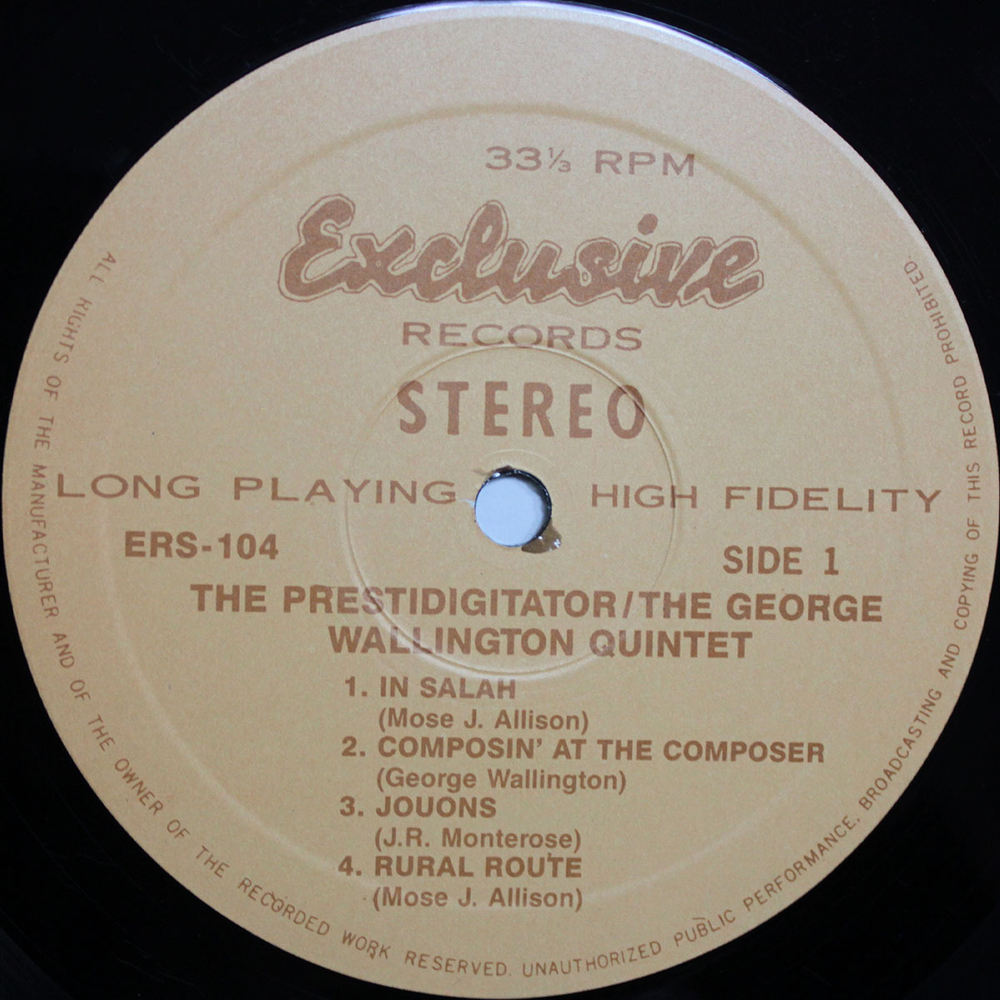 33⅓ RPM
Exclusive
RECORDS
STEREO
LONG PLAYING HIGH FIDELITY
ERS-104 SIDE 1
THE PRESTIDIGITATOR/THE GEORGE
WALLINGTON QUINTET
1. IN SALAH
(Mose J. Allison)
2. COMPOSIN' AT THE COMPOSER
(George Wallington)
3. JOUONS
(J.R. Monterose)
4. RURAL ROUTE
(Mose J. Allison)
ALL RIGHTS OF THE MANUFACTURER AND OF THE OWNER OF THE RECORDED WORK RESERVED. UNAUTHORIZED PUBLIC PERFORMANCE, BROADCASTING AND COPYING OF THIS RECORD PROHIBITED.